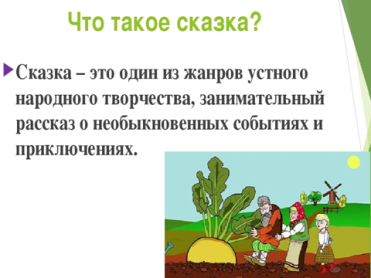 Что такое сказка?
Сказка – это один из жанров устного
народного творчества, занимательный
рассказ о необыкновенных событиях и
приключениях.